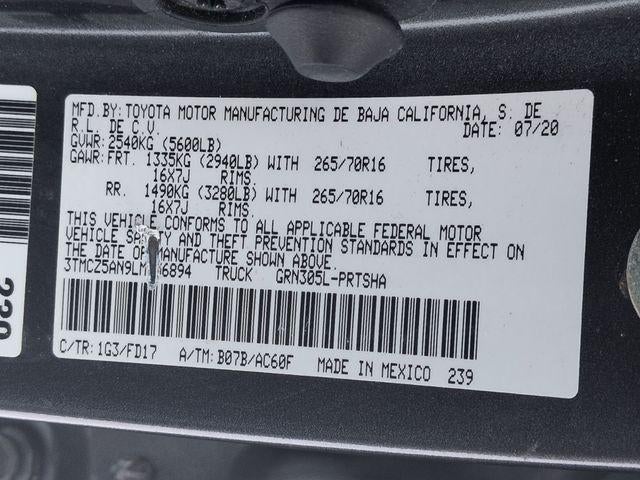 MFD.BY: TOYOTA MOTOR MANUFACTURING DE BAJA CALIFORNIA, S. DE
R.L. DE C.V. DATE: 07/20
GVWR: 2540KG (5600LB)
GAWR: FRT. 1335KG (2940LB) WITH 265/70R16 TIRES,
16X7J RIMS
RR. 1490KG (3280LB) WITH 265/70R16 TIRES,
16X7J RIMS.
THIS VEHICLE CONFORMS TO ALL APPLICABLE FEDERAL MOTOR
VEHICLE SAFETY AND THEFT PREVENTION STANDARDS IN EFFECT ON
THE DATE OF MANUFACTURE SHOWN ABOVE.
TRUCK GRN305L-PRTSHA
C/TR: 1G3/FD17 A/TM: B07B/AC60F MADE IN MEXICO 239